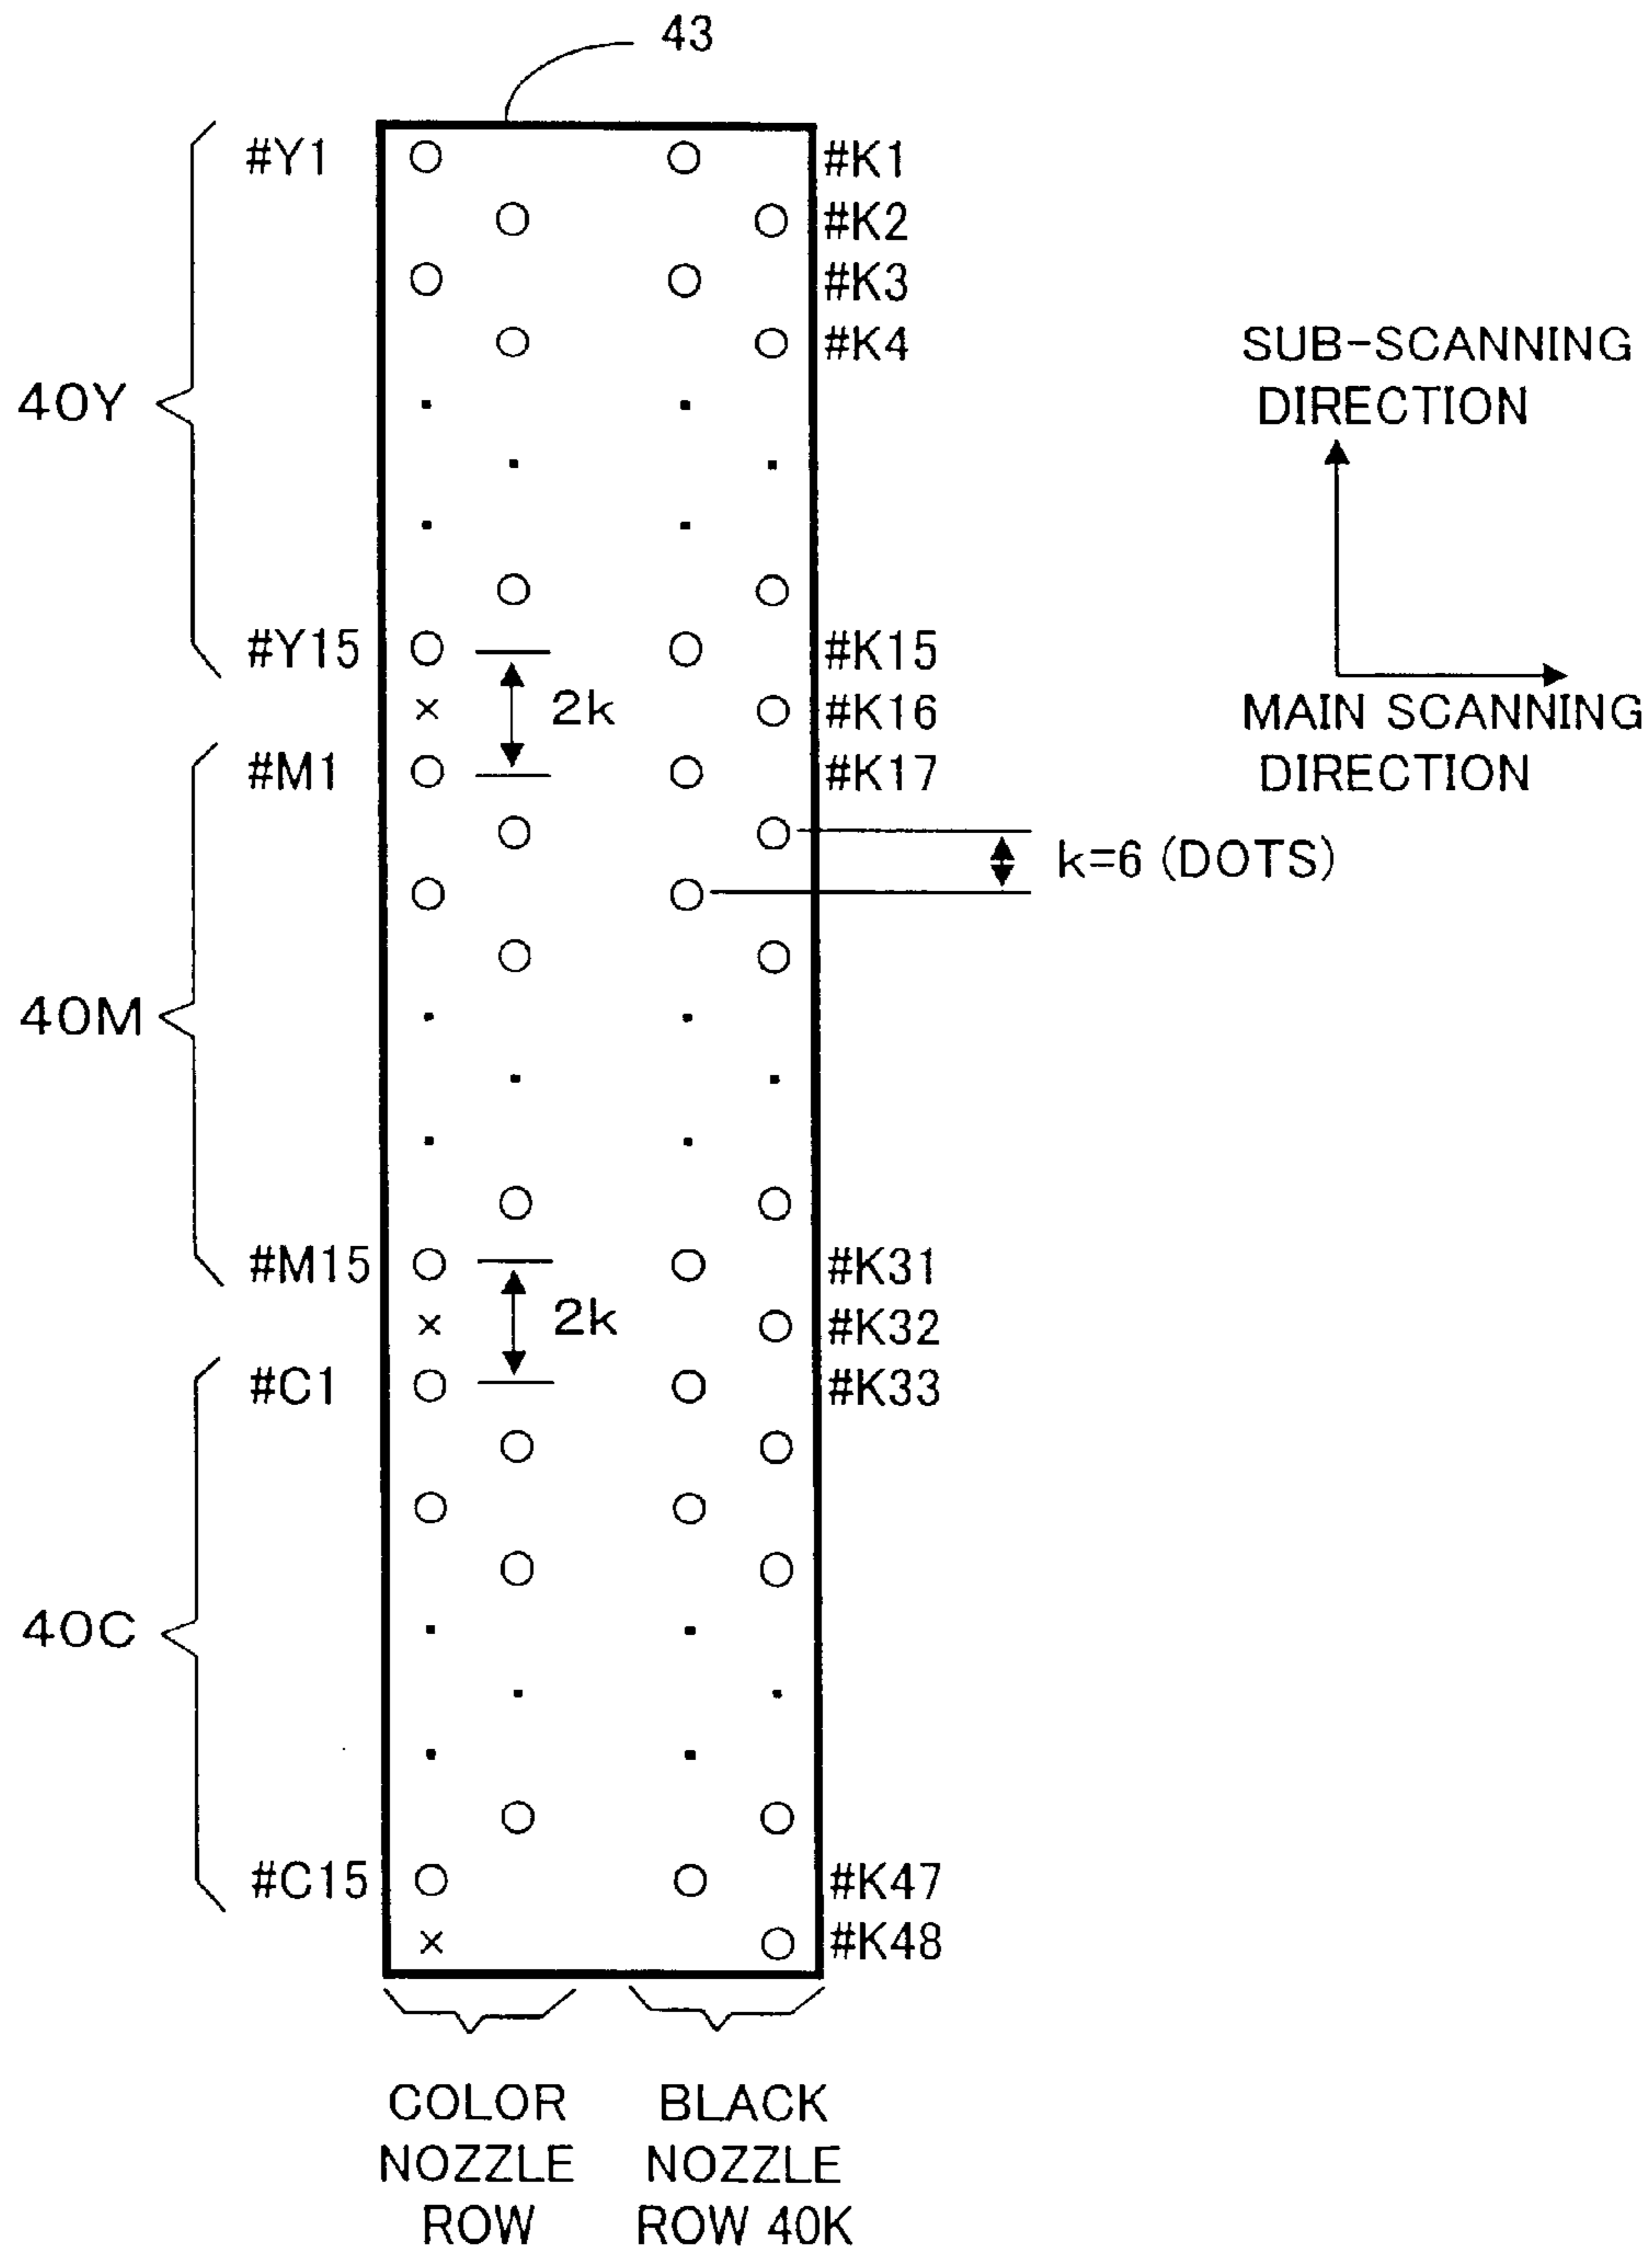 43
#Y1
#K1
#K2
#K3
#K4
SUB-SCANNING
DIRECTION
40Y
#Y15
#K15
2k
#K16
MAIN SCANNING
DIRECTION
×
#M1
#K17
k=6 (DOTS)
40M
#M15
#K31
2k
#K32
×
#C1
#K33
40C
#C15
#K47
×
#K48
COLOR
NOZZLE
ROW
BLACK
NOZZLE
ROW 40K